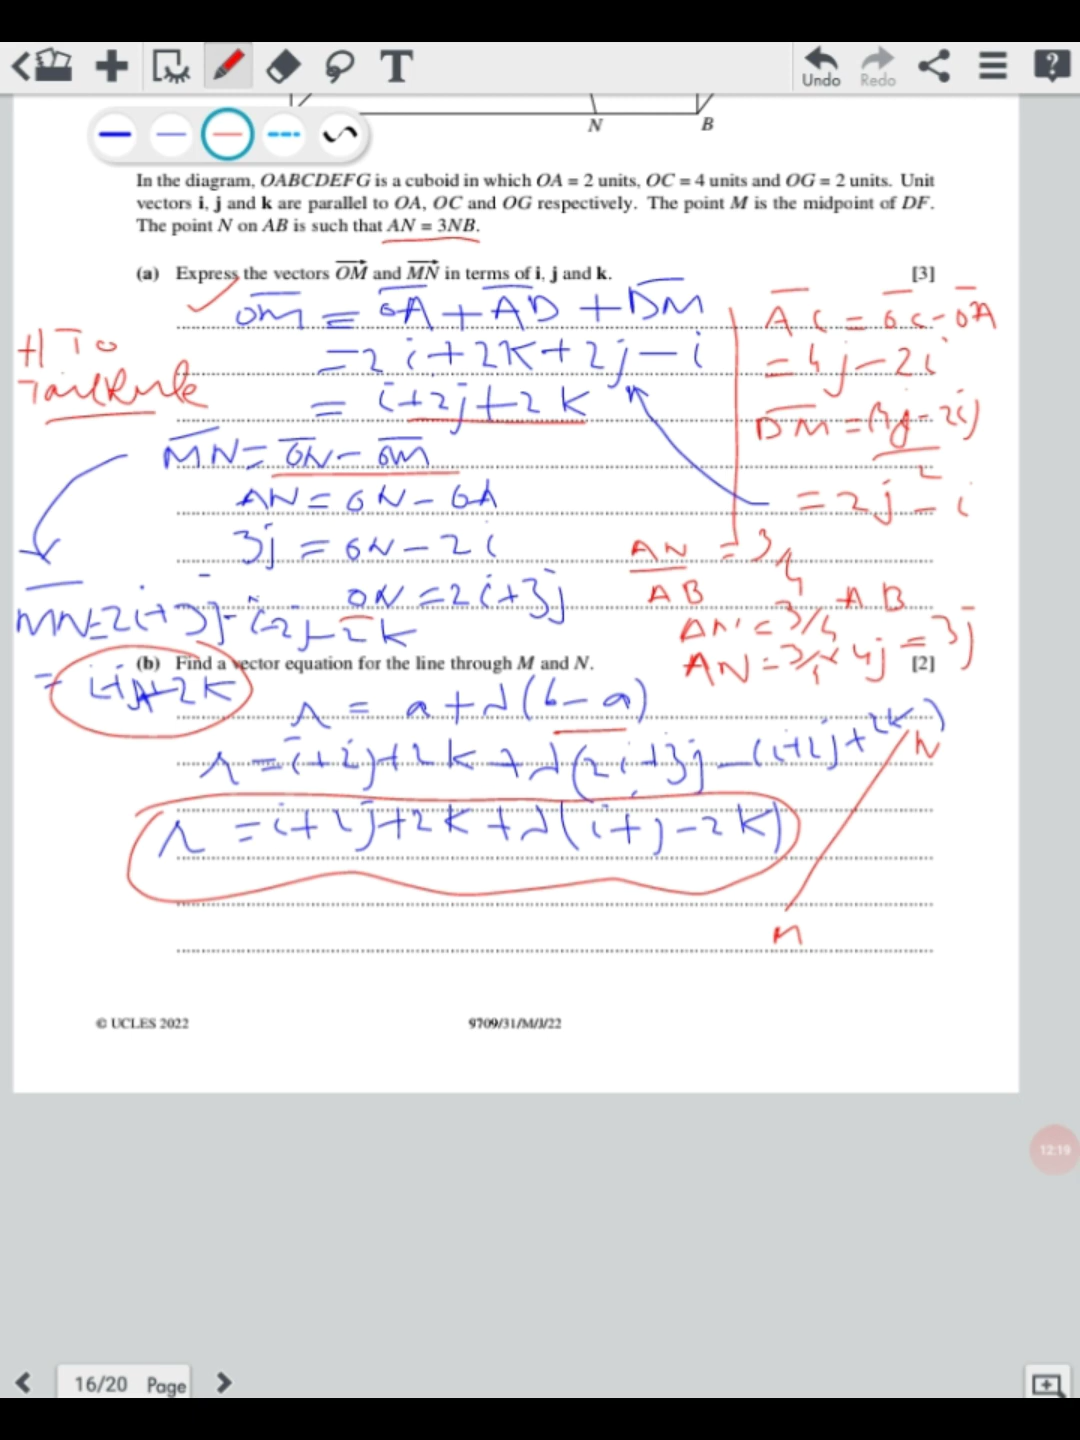 Undo Redo
N B
In the diagram, OABCDEFG is a cuboid in which OA = 2 units, OC = 4 units and OG = 2 units. Unit
vectors i, j and k are parallel to OA, OC and OG respectively. The point M is the midpoint of DF.
The point N on AB is such that AN = 3NB.
(a) Express the vectors OM and MN in terms of i, j and k. [3]
OM = OA + AD + DM
= 2i + 2k + 2j - i
= i + 2j + 2k
H To
Tail Rule
AC = OC - OA
= 4j - 2i
= 2j - i
MN = ON - OM
AN = ON - OA
3j = ON - 2i
ON = 2i + 3j
AN = 3
AB 4
AN = 3/4 AB
AN = 3/4 x 4j = 3j
MN = 2i + 3j - i - 2j - 2k
(b) Find a vector equation for the line through M and N. [2]
r = a + λ(b - a)
r = i + 2j + 2k + λ(2i + 3j - (i + 2j + 2k))
r = i + 2j + 2k + λ(i + j - 2k)
N
M
© UCLES 2022 9709/31/M/J/22
12:19
16/20 Page